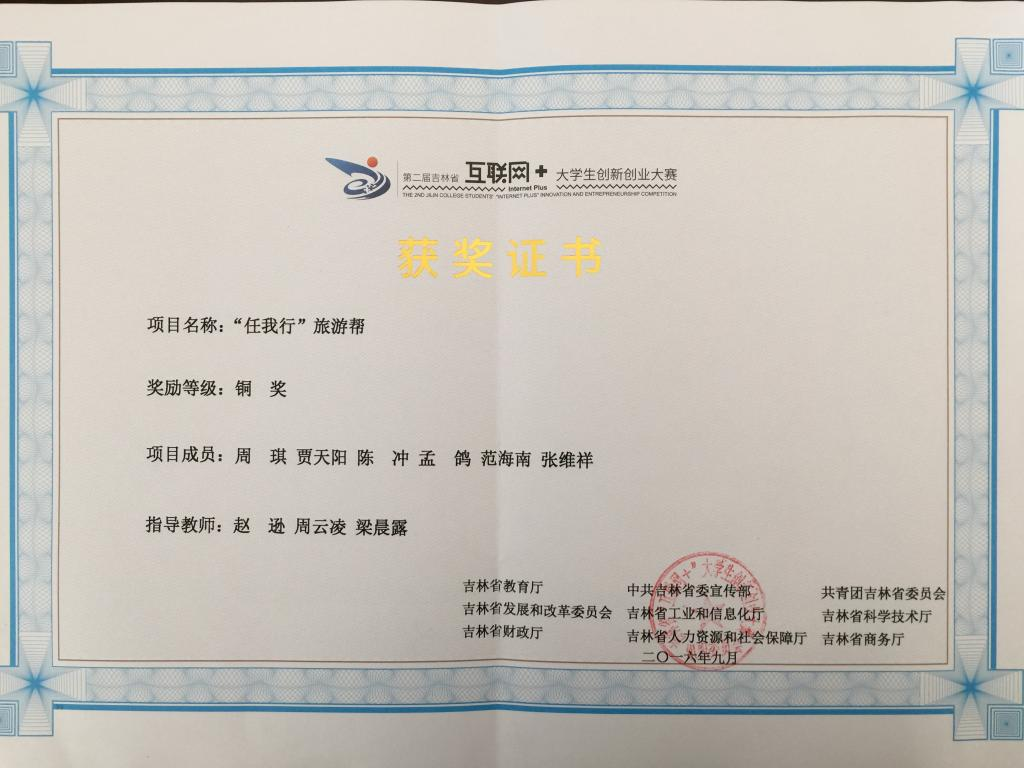 第二届吉林省 互联网+ 大学生创新创业大赛
Internet Plus
THE 2ND JILIN COLLEGE STUDENTS' "INTERNET PLUS" INNOVATION AND ENTREPRENEURSHIP COMPETITION
获奖证书
项目名称：“任我行”旅游帮
奖励等级：铜 奖
项目成员：周 琪 贾天阳 陈 冲 孟 鸽 范海南 张维祥
指导教师：赵 逊 周云凌 梁晨露
吉林省教育厅 中共吉林省委宣传部 共青团吉林省委员会
吉林省发展和改革委员会 吉林省工业和信息化厅 吉林省科学技术厅
吉林省财政厅 吉林省人力资源和社会保障厅 吉林省商务厅
二〇一六年九月